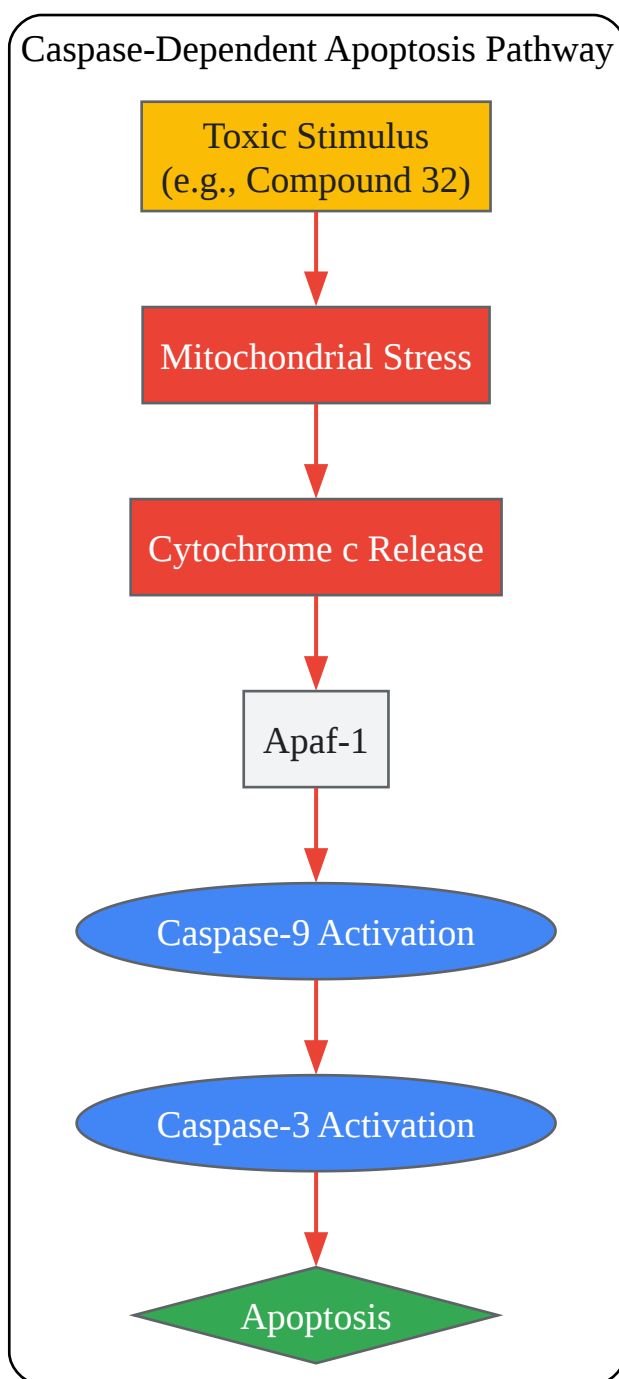 Caspase-Dependent Apoptosis Pathway
Toxic Stimulus
(e.g., Compound 32)
Mitochondrial Stress
Cytochrome c Release
Apaf-1
Caspase-9 Activation
Caspase-3 Activation
Apoptosis